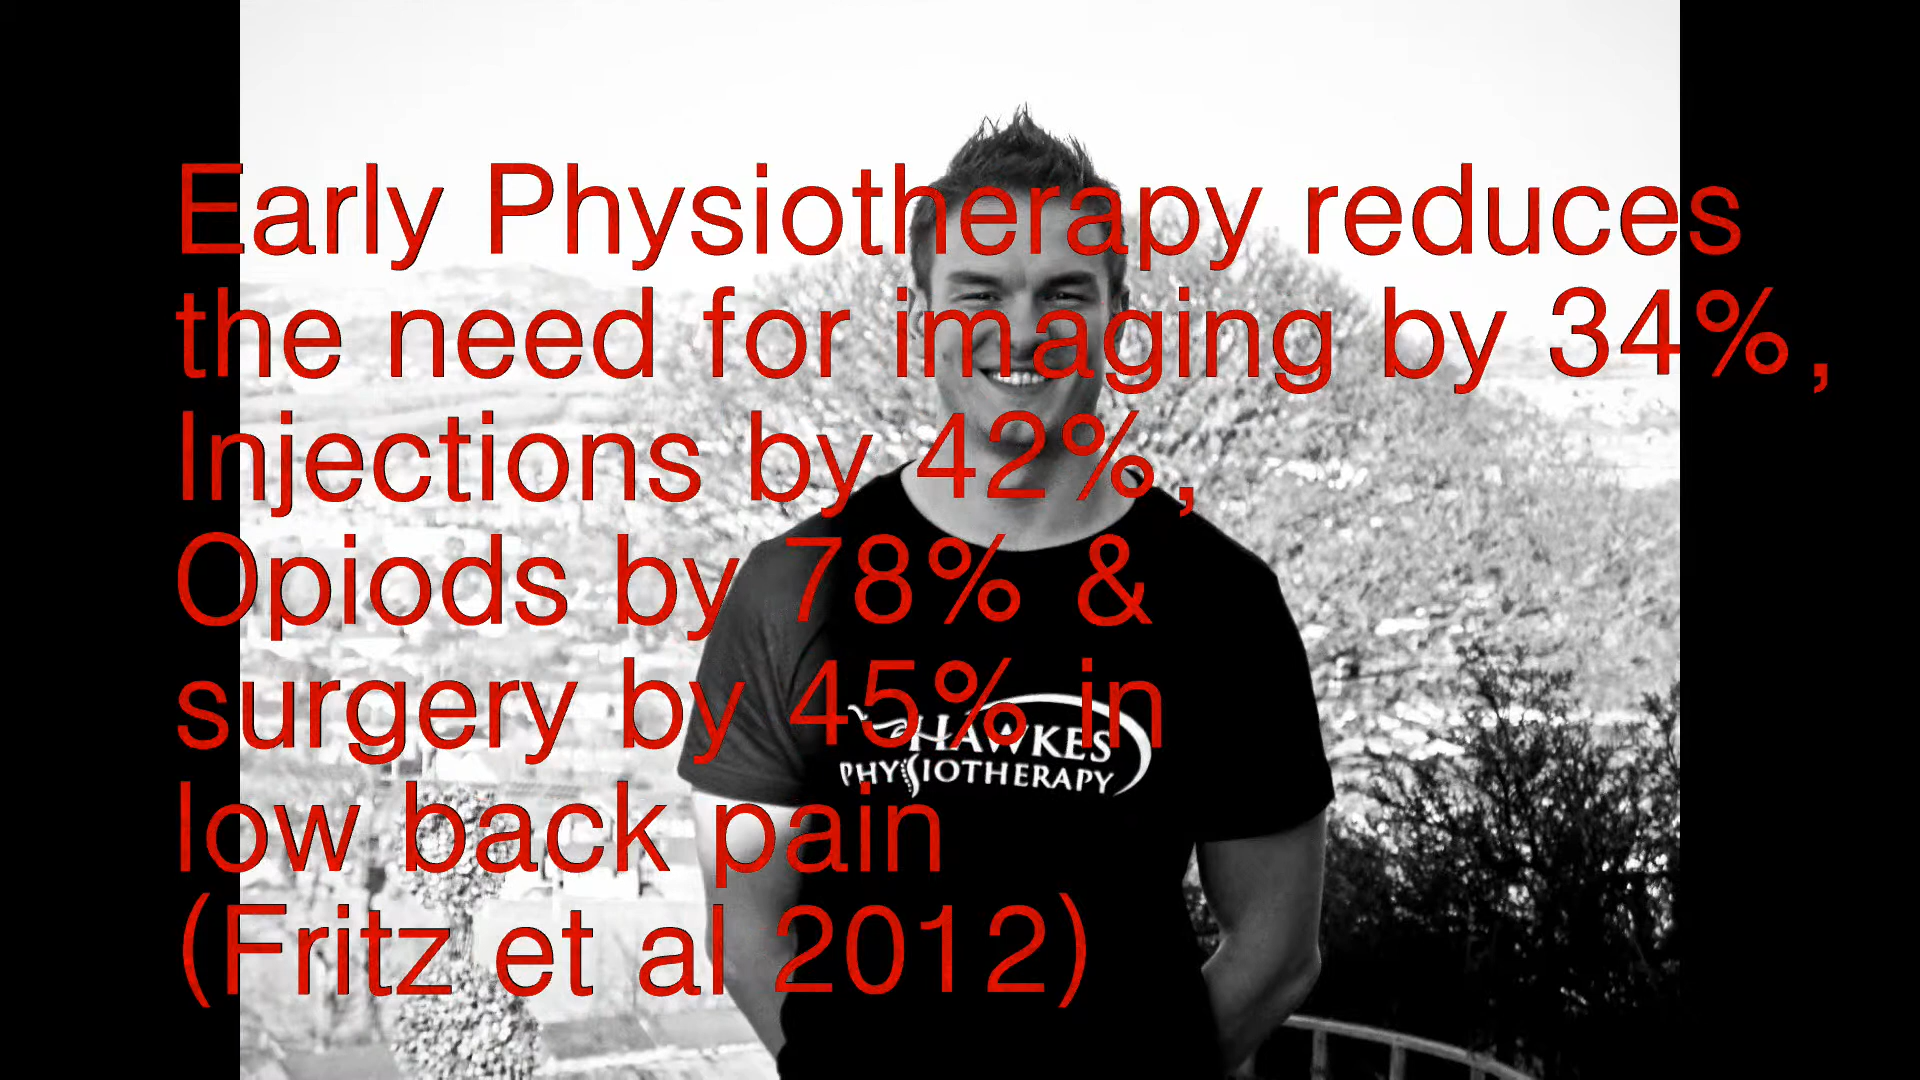 Early Physiotherapy reduces
the need for imaging by 34%,
Injections by 42%,
Opiods by 78% &
surgery by 45% in
low back pain
(Fritz et al 2012)
HAWKES
PHYSIOTHERAPY